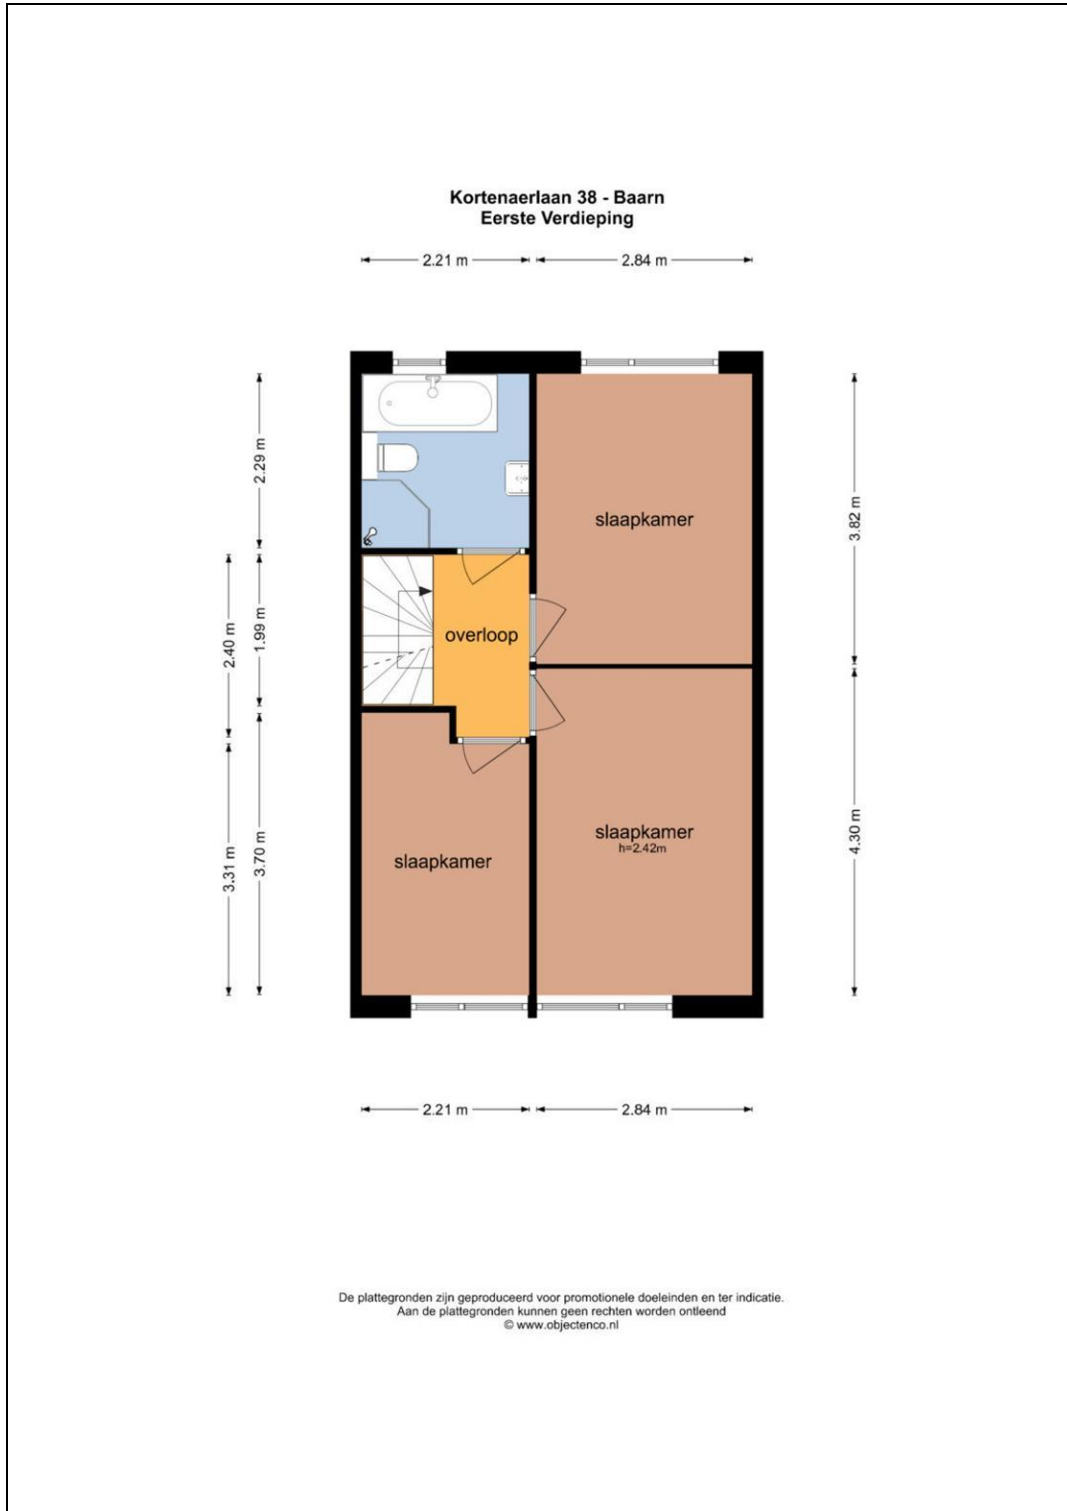 Kortenaerlaan 38 - Baarn
Eerste Verdieping
2.21 m
2.84 m
2.29 m
3.82 m
slaapkamer
2.40 m
1.99 m
overloop
slaapkamer
h=2.42m
4.30 m
slaapkamer
3.31 m
3.70 m
2.21 m
2.84 m
De plattegronden zijn geproduceerd voor promotionele doeleinden en ter indicatie.
Aan de plattegronden kunnen geen rechten worden ontleend
© www.objectenco.nl